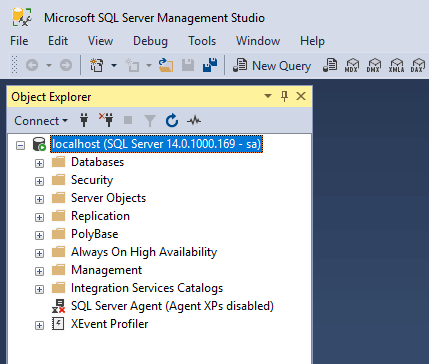 Microsoft SQL Server Management Studio
File Edit View Debug Tools Window Help
New Query MDX DMX XMLA DAX
Object Explorer
Connect
localhost (SQL Server 14.0.1000.169 - sa)
Databases
Security
Server Objects
Replication
PolyBase
Always On High Availability
Management
Integration Services Catalogs
SQL Server Agent (Agent XPs disabled)
XEvent Profiler